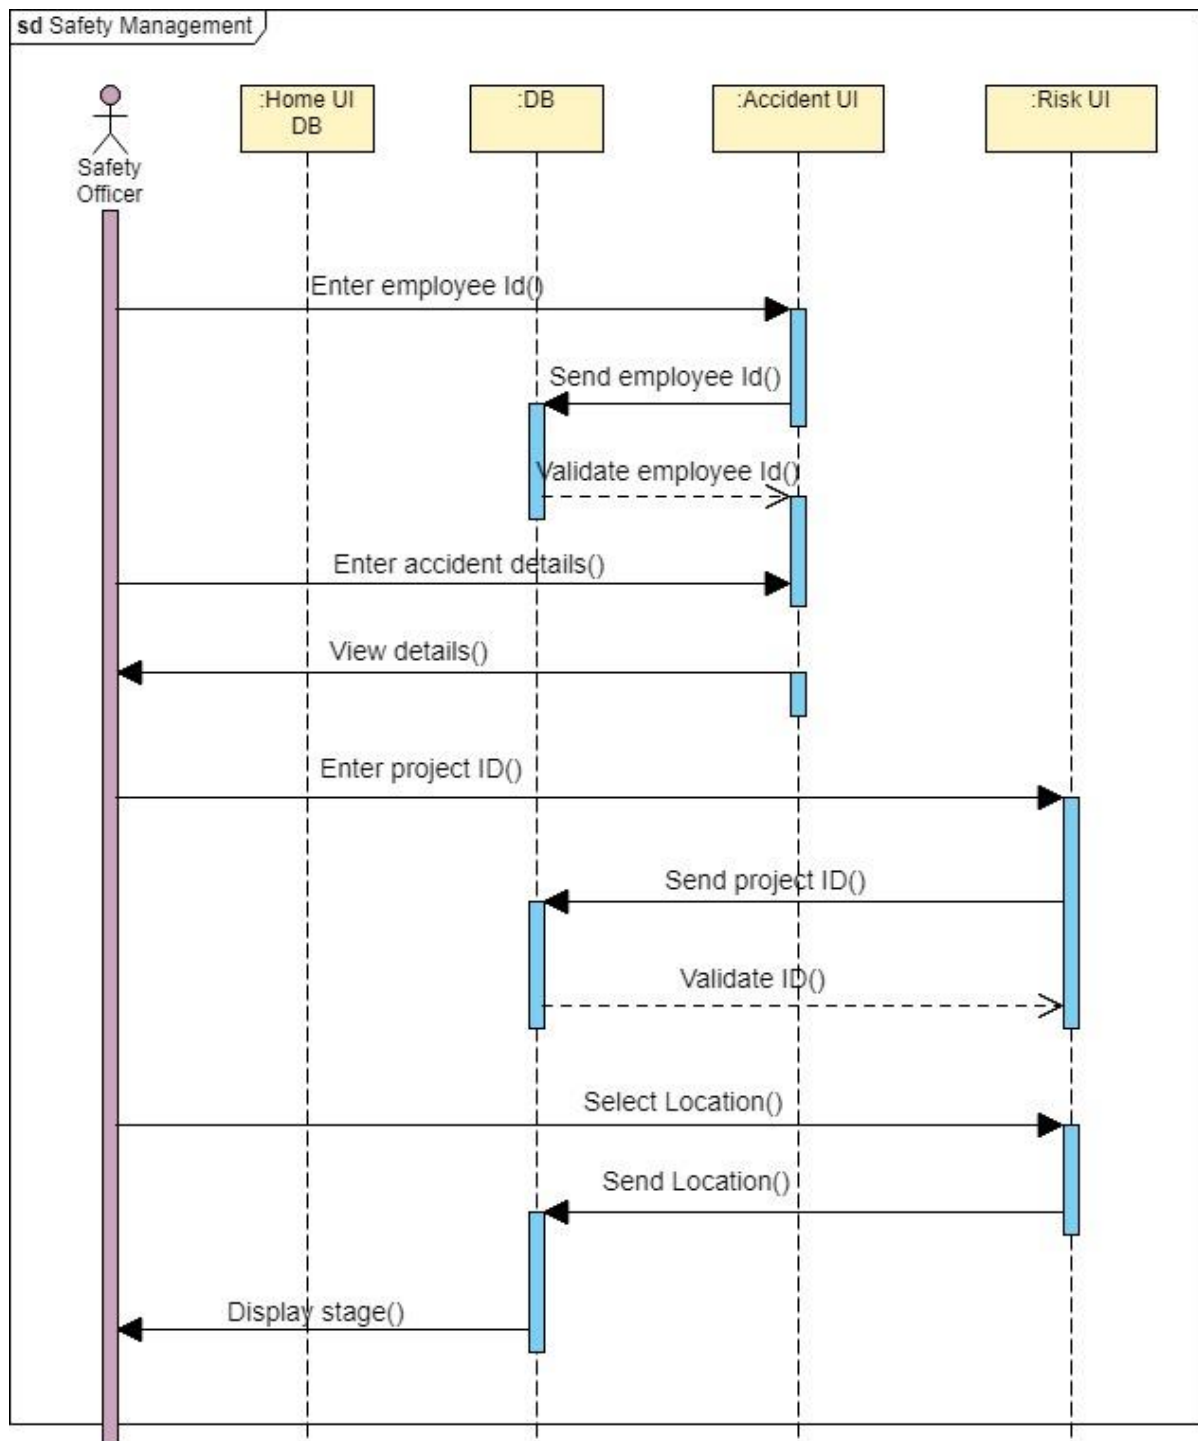 sd Safety Management
:Home UI
DB
:DB
:Accident UI
:Risk UI
Safety
Officer
Enter employee Id()
Send employee Id()
Validate employee Id()
Enter accident details()
View details()
Enter project ID()
Send project ID()
Validate ID()
Select Location()
Send Location()
Display stage()